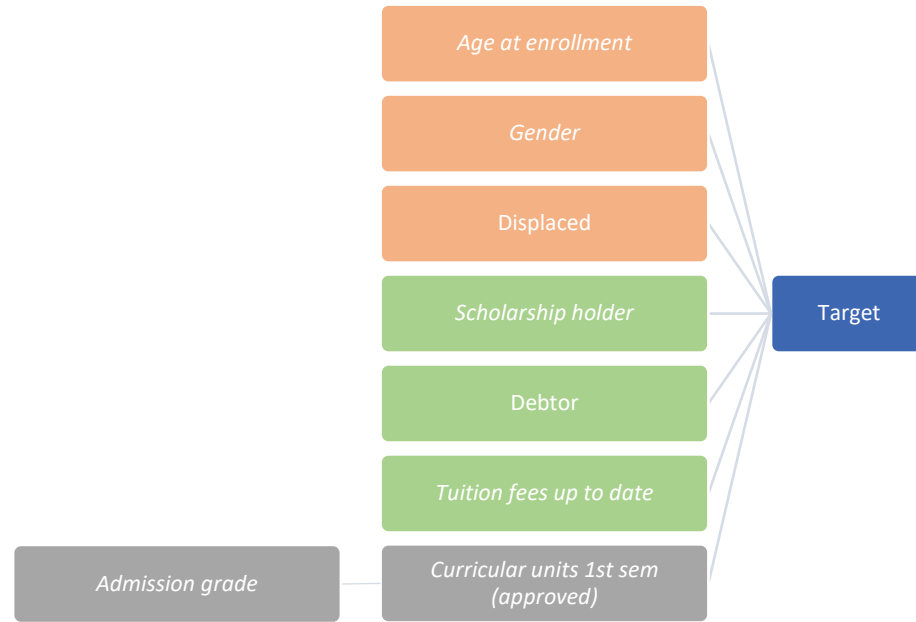 Age at enrollment
Gender
Displaced
Scholarship holder
Target
Debtor
Tuition fees up to date
Admission grade
Curricular units 1st sem
(approved)